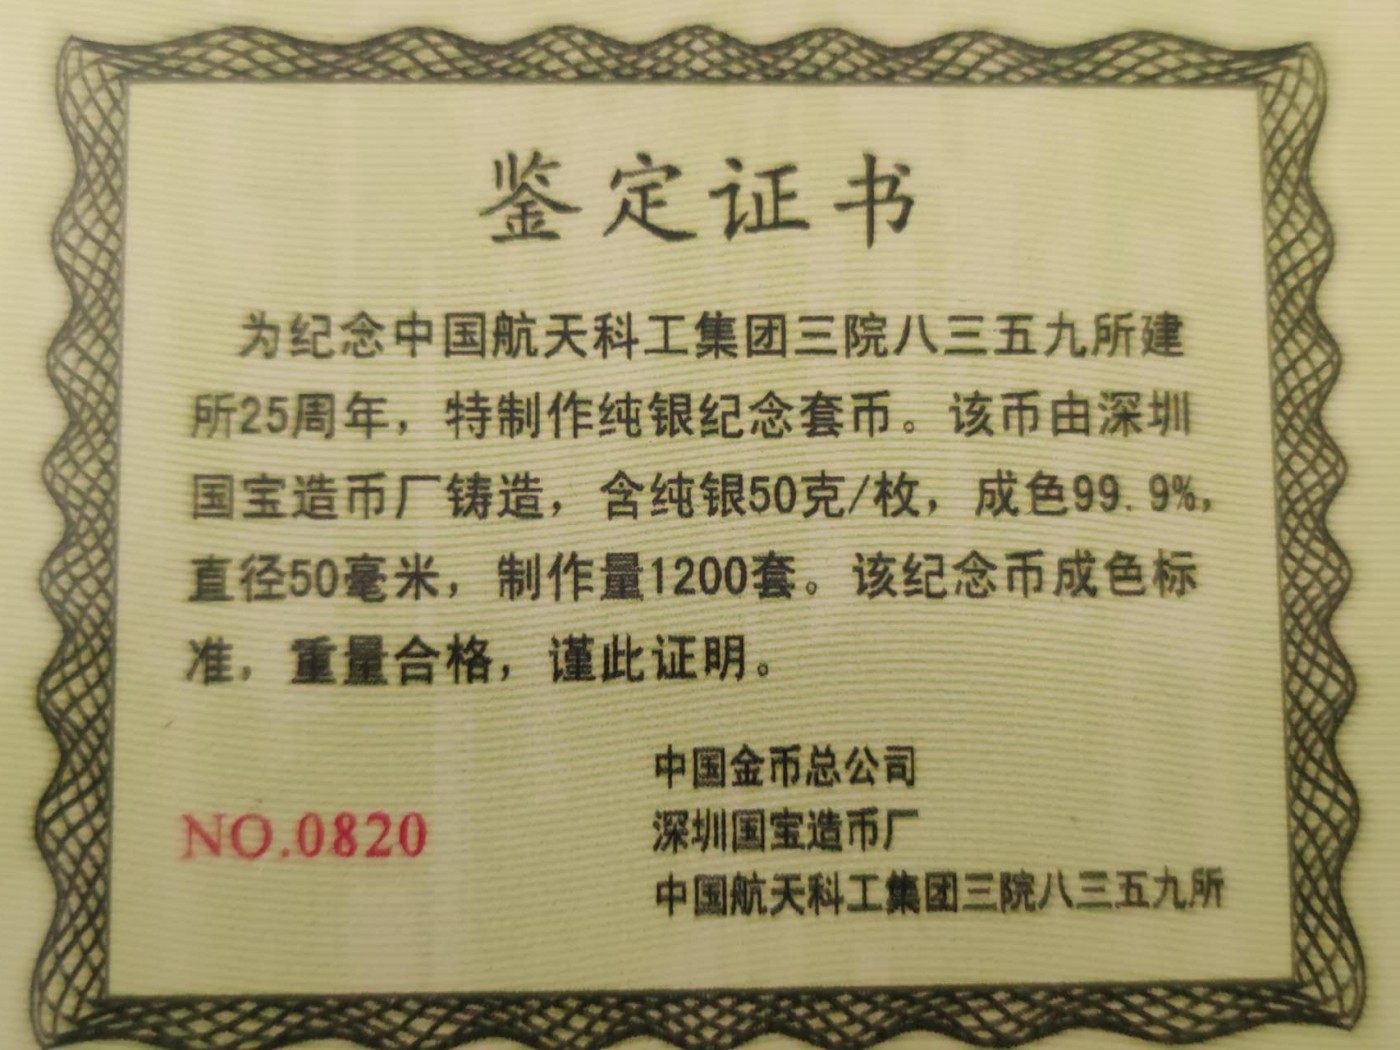 鉴定证书
为纪念中国航天科工集团三院八三五九所建
所25周年，特制作纯银纪念套币。该币由深圳
国宝造币厂铸造，含纯银50克/枚，成色99.9%，
直径50毫米，制作量1200套。该纪念币成色标
准，重量合格，谨此证明。
中国金币总公司
深圳国宝造币厂
中国航天科工集团三院八三五九所
NO.0820